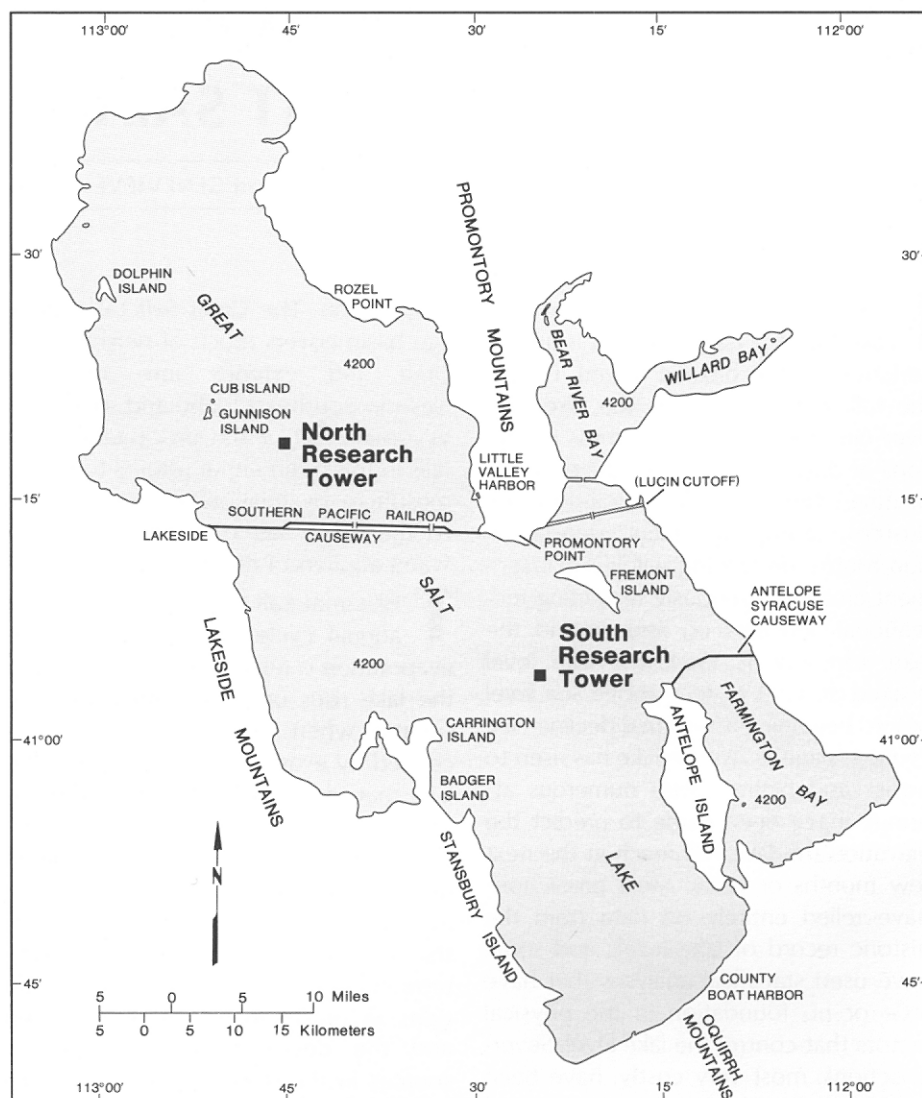 113°00' 45' 30' 15' 112°00'
30'
30'
PROMONTORY MOUNTAINS
DOLPHIN
ISLAND
GREAT
ROZEL
POINT
4200
BEAR RIVER BAY
WILLARD BAY
4200
CUB ISLAND
GUNNISON
ISLAND
North
Research
Tower
LITTLE
VALLEY
HARBOR
(LUCIN CUTOFF)
15'
15'
SOUTHERN PACIFIC RAILROAD
LAKESIDE
CAUSEWAY
PROMONTORY
POINT
SALT
FREMONT
ISLAND
ANTELOPE
SYRACUSE
CAUSEWAY
LAKESIDE MOUNTAINS
4200
South
Research
Tower
FARMINGTON BAY
ANTELOPE ISLAND
CARRINGTON
ISLAND
41°00'
41°00'
BADGER
ISLAND
4200
STANSBURY ISLAND
LAKE
N
45'
45'
COUNTY
BOAT HARBOR
OQUIRRH
MOUNTAINS
5 0 5 10 Miles
5 0 5 10 15 Kilometers
113°00' 45' 30' 15' 112°00'